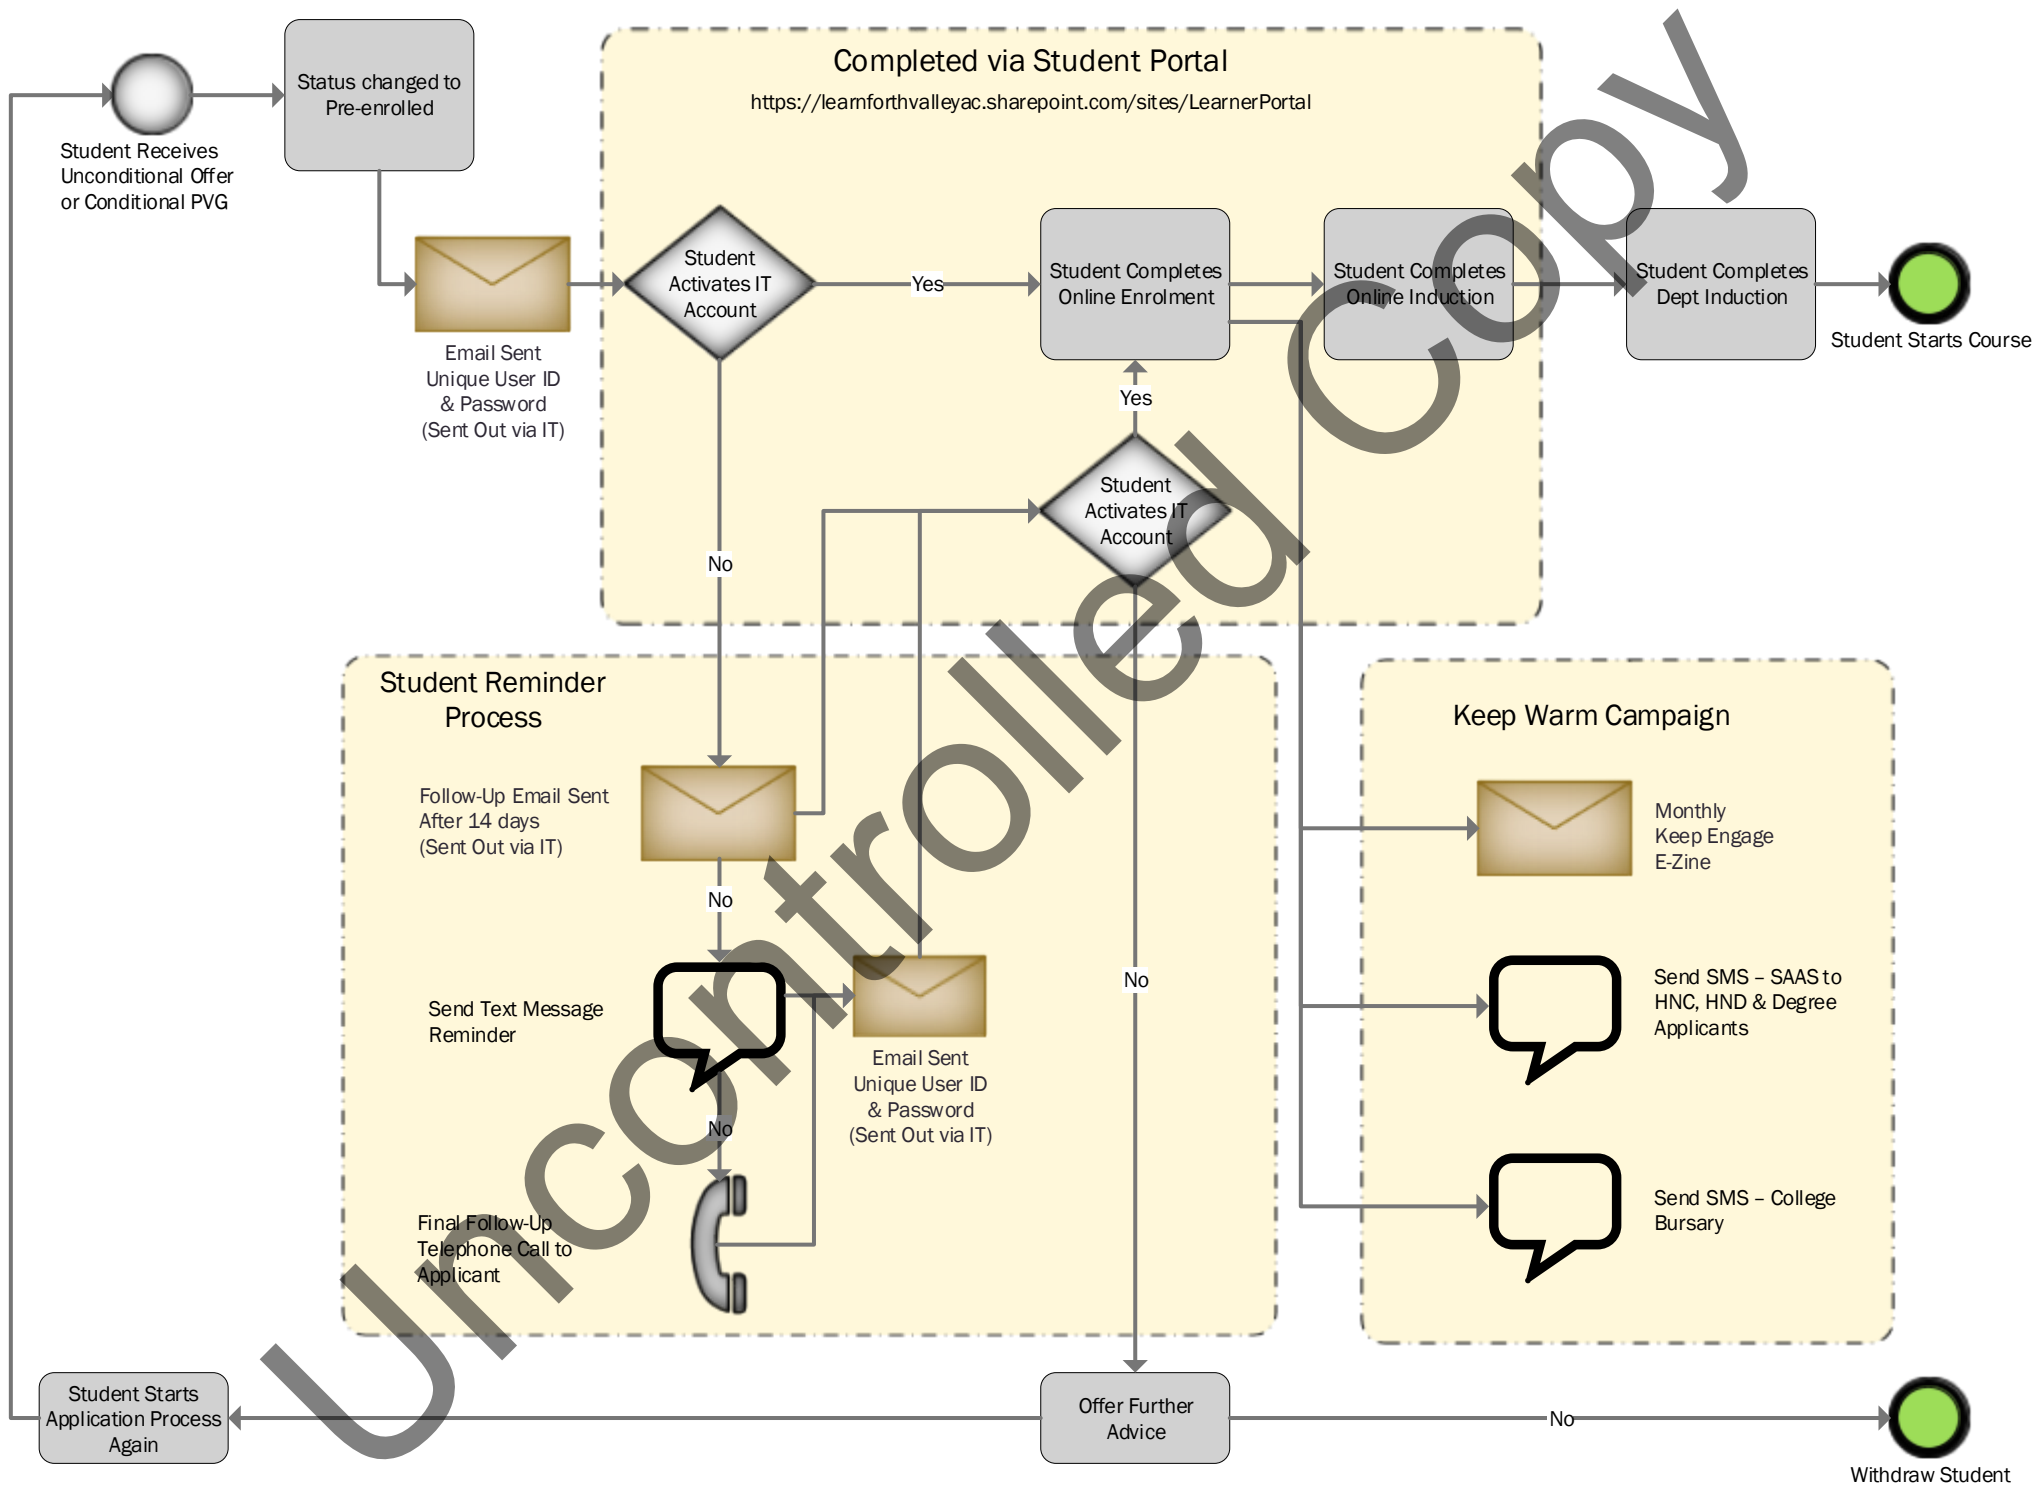 Completed via Student Portal
https://learnforthvalleyac.sharepoint.com/sites/LearnerPortal
Status changed to
Pre-enrolled
Student Receives
Unconditional Offer
or Conditional PVG
Email Sent
Unique User ID
& Password
(Sent Out via IT)
Student
Activates IT
Account
Yes
Student Completes
Online Enrolment
Student Completes
Online Induction
Student Completes
Dept Induction
Student Starts Course
Yes
Student
Activates IT
Account
No
Student Reminder
Process
Follow-Up Email Sent
After 14 days
(Sent Out via IT)
No
Send Text Message
Reminder
Email Sent
Unique User ID
& Password
(Sent Out via IT)
No
Final Follow-Up
Telephone Call to
Applicant
No
Keep Warm Campaign
Monthly
Keep Engage
E-Zine
Send SMS – SAAS to
HNC, HND & Degree
Applicants
Send SMS – College
Bursary
Student Starts
Application Process
Again
Offer Further
Advice
No
Withdraw Student
Uncontrolled Copy